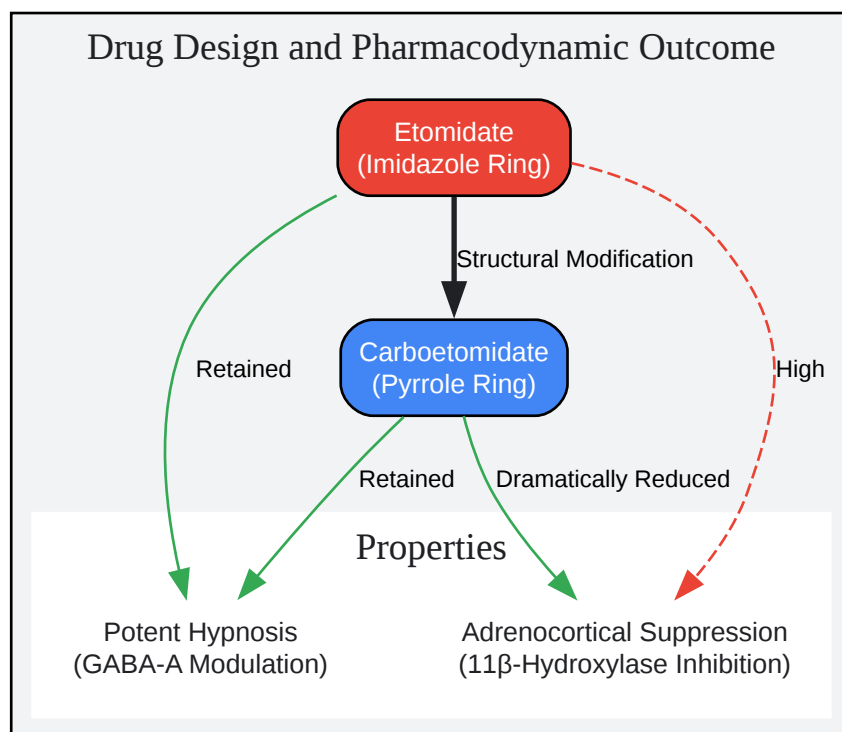 Drug Design and Pharmacodynamic Outcome
Etomidate
(Imidazole Ring)
Structural Modification
Carboetomidate
(Pyrrole Ring)
Retained
High
Retained
Dramatically Reduced
Properties
Potent Hypnosis
(GABA-A Modulation)
Adrenocortical Suppression
(11β-Hydroxylase Inhibition)